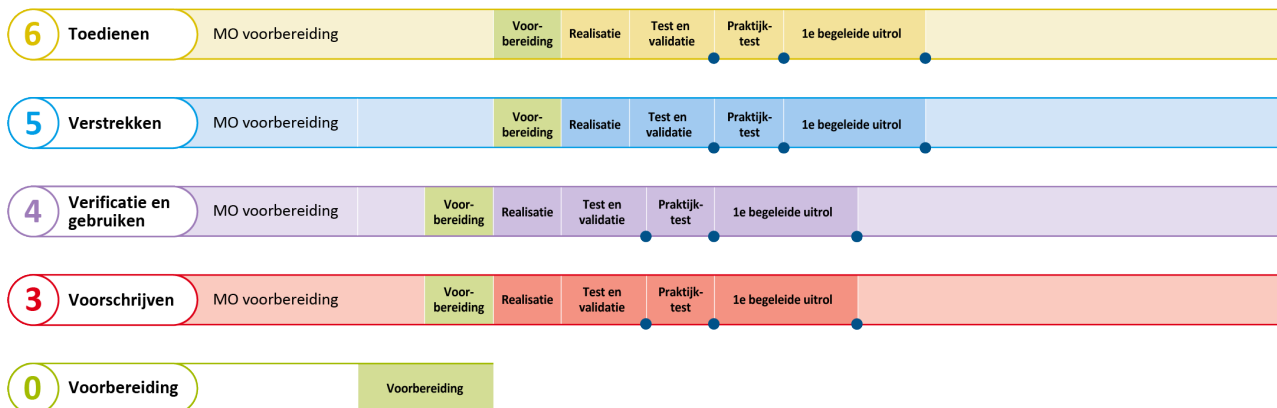 6 Toedienen MO voorbereiding Voor- Realisatie Test en Praktijk- 1e begeleide uitrol
bereiding validatie test
5 Verstrekken MO voorbereiding Voor- Realisatie Test en Praktijk- 1e begeleide uitrol
bereiding validatie test
4 Verificatie en MO voorbereiding Voor- Realisatie Test en Praktijk- 1e begeleide uitrol
gebruiken bereiding validatie test
3 Voorschrijven MO voorbereiding Voor- Realisatie Test en Praktijk- 1e begeleide uitrol
bereiding validatie test
0 Voorbereiding Voorbereiding